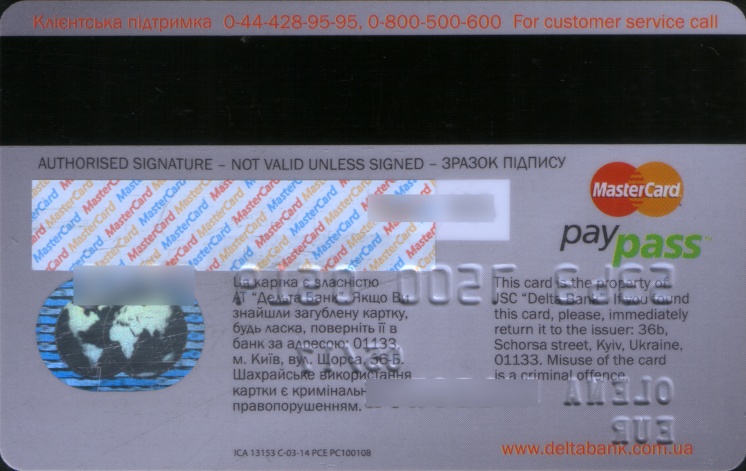 Клієнтська підтримка 0-44-428-95-95, 0-800-500-600 For customer service call
AUTHORISED SIGNATURE – NOT VALID UNLESS SIGNED – ЗРАЗОК ПІДПИСУ
MasterCard
paypass™
Ця картка є власністю
АТ "Дельта Банк". Якщо Ви
знайшли загублену картку,
будь ласка, поверніть її в
банк за адресою: 01133,
м. Київ, вул. Щорса, 36-Б.
Шахрайське використання
картки є кримінальним
правопорушенням.
This card is the property of
JSC "Delta Bank". If you found
this card, please, immediately
return it to the issuer: 36b,
Schorsa street, Kyiv, Ukraine,
01133. Misuse of the card
is a criminal offence.
OLENA
EUR
ICA 13153 C-03-14 PCE PC100108
www.deltabank.com.ua